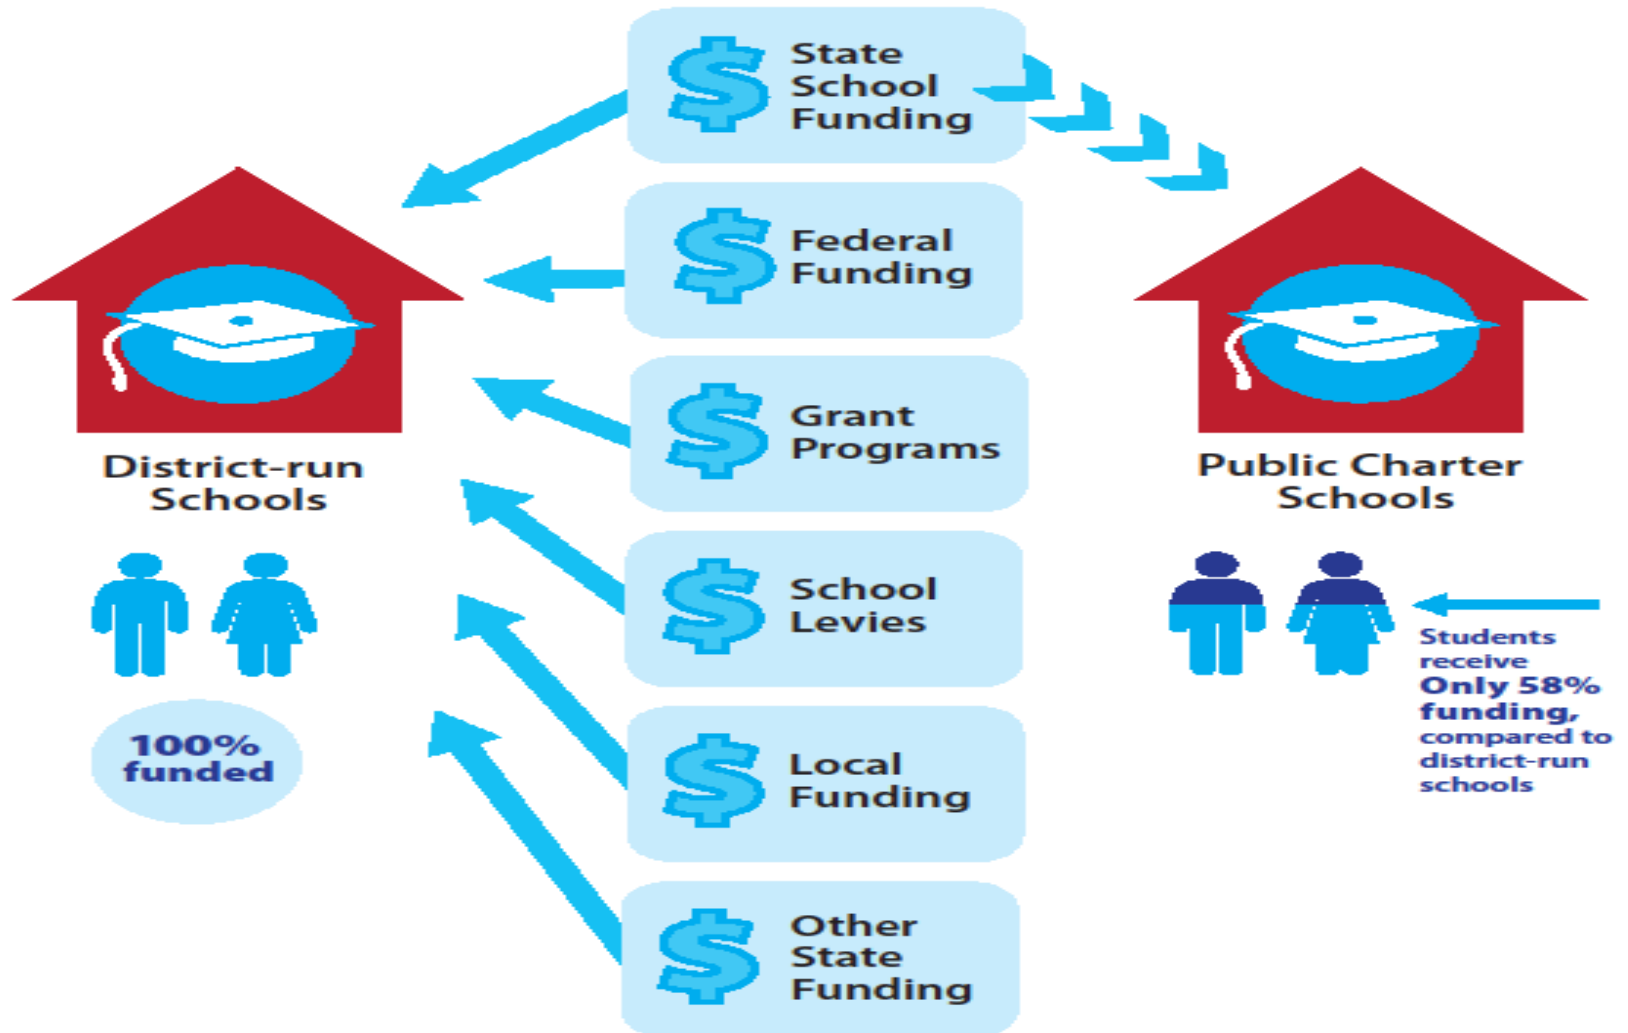 State
School
Funding
Federal
Funding
Grant
Programs
School
Levies
Local
Funding
Other
State
Funding
District-run
Schools
100%
funded
Public Charter
Schools
Students
receive
Only 58%
funding,
compared to
district-run
schools